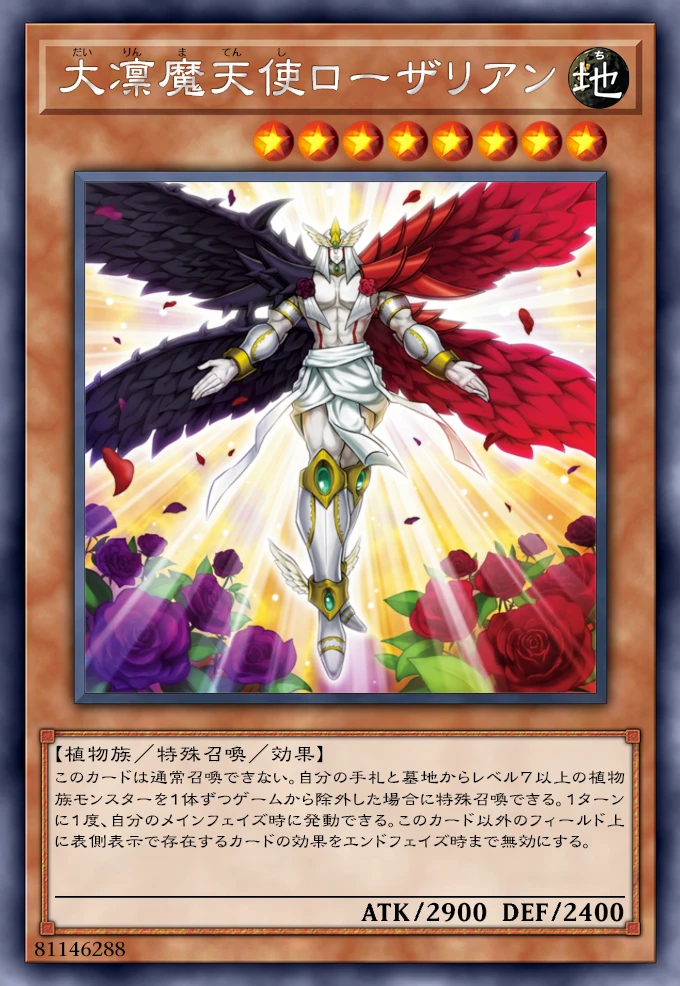 だいりんまてんし
大凛魔天使ローザリアン
ち
地
【植物族／特殊召喚／効果】
このカードは通常召喚できない。自分の手札と墓地からレベル7以上の植物
族モンスターを1体ずつゲームから除外した場合に特殊召喚できる。1ターン
に1度、自分のメインフェイズ時に発動できる。このカード以外のフィールド上
に表側表示で存在するカードの効果をエンドフェイズ時まで無効にする。
ATK/2900 DEF/2400
81146288